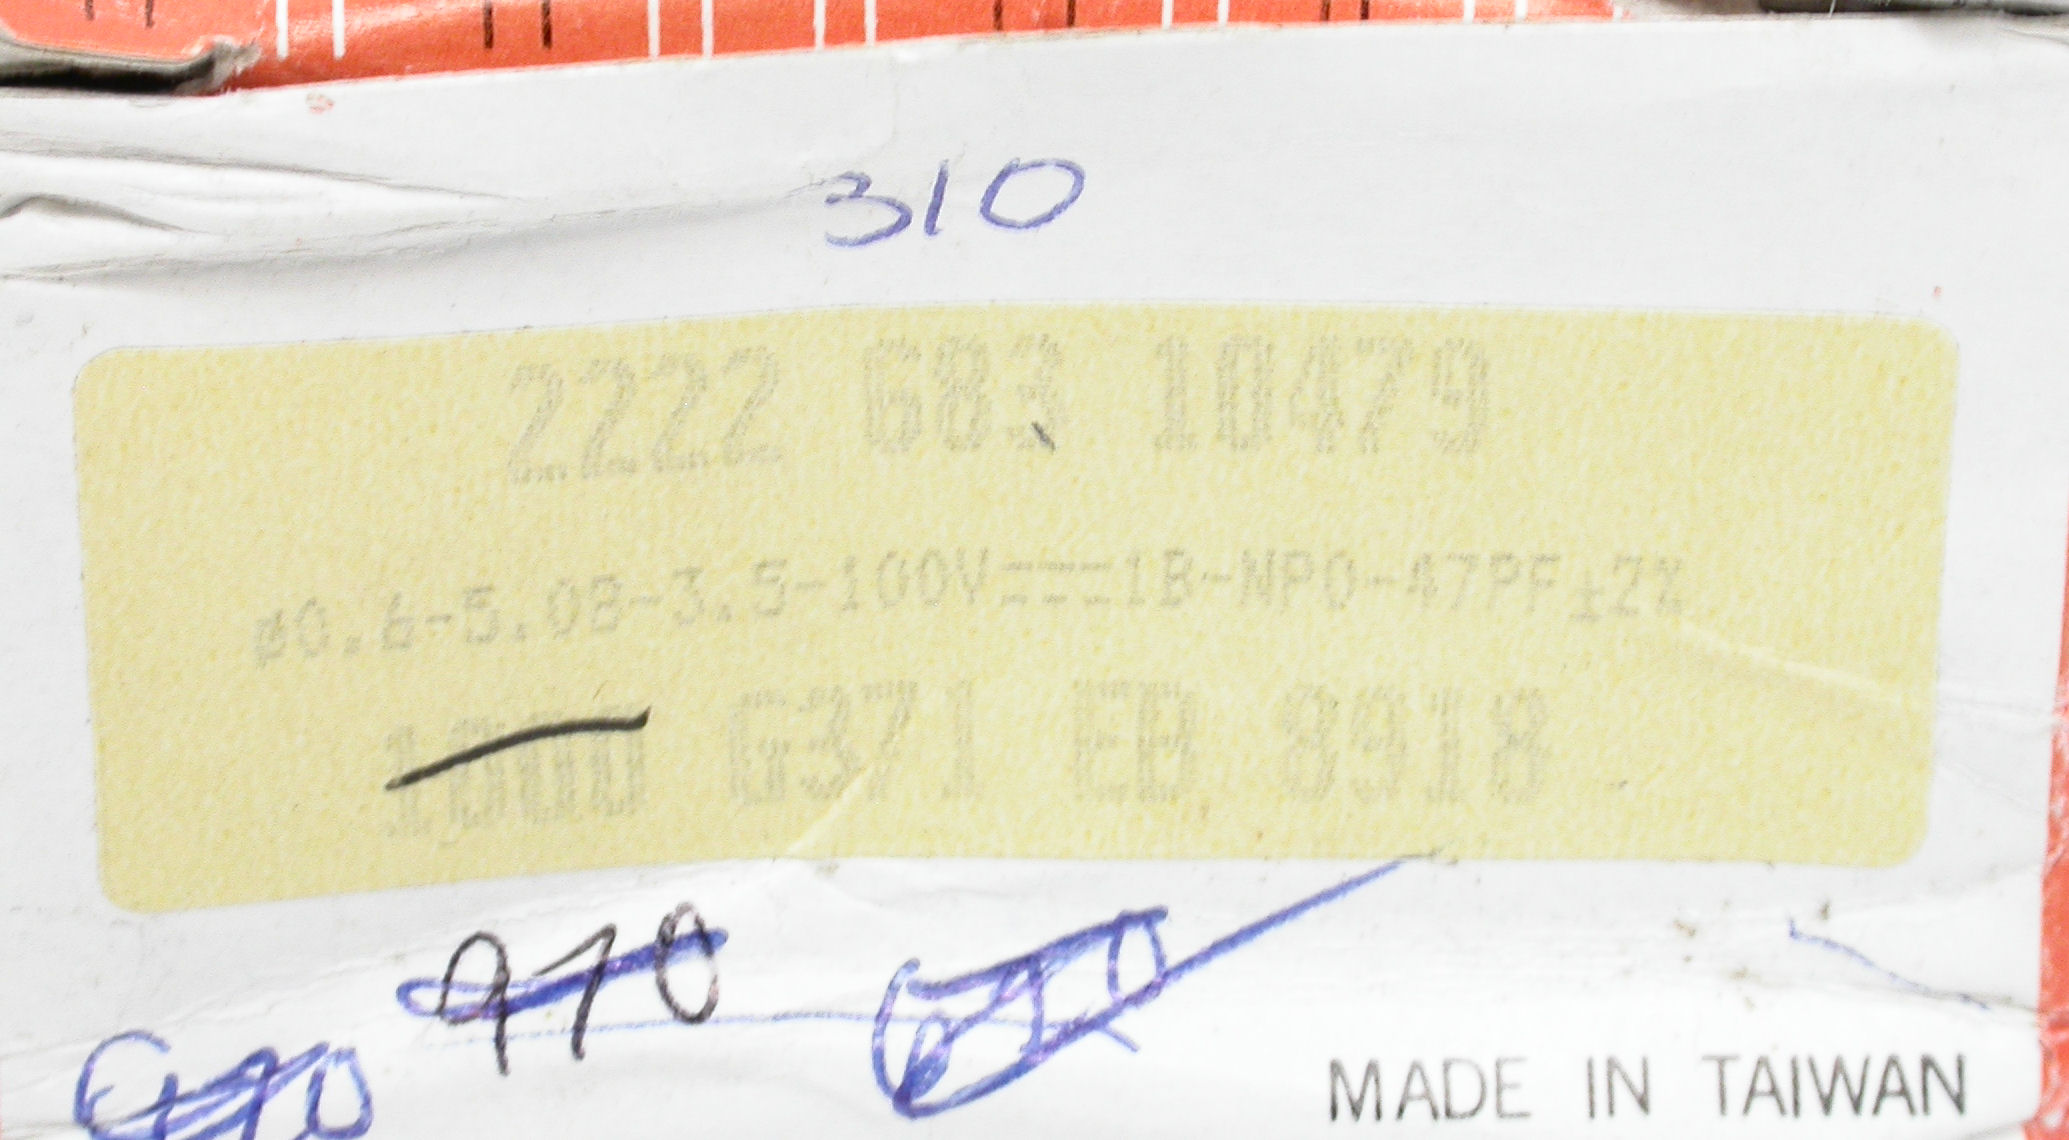 310
2222 683 10479
ø0.6-5.08-3.5-100V===1B-NP0-47PF±2%
1000 G371 EB 8918
970
MADE IN TAIWAN